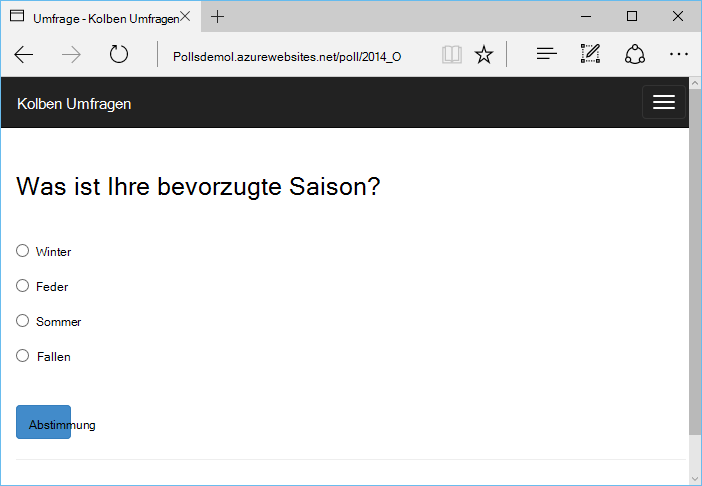 Umfrage - Kolben Umfragen
Pollsdemol.azurewebsites.net/poll/2014_O
Kolben Umfragen
Was ist Ihre bevorzugte Saison?
Winter
Feder
Sommer
Fallen
Abstimmung